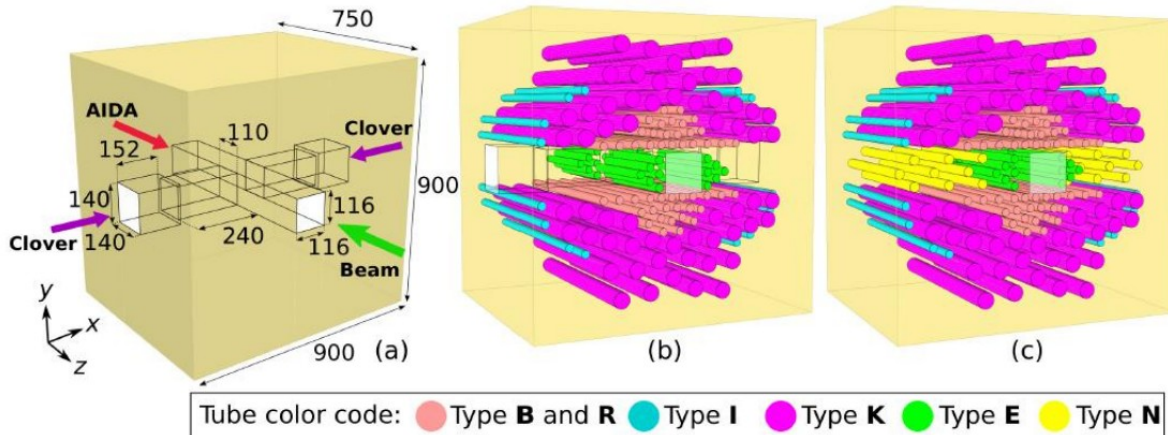 750
AIDA
110
Clover
152
900
140
116
Clover
140
240
116
Beam
y
x
z
900
(a)
(b)
(c)
Tube color code: Type B and R Type I Type K Type E Type N